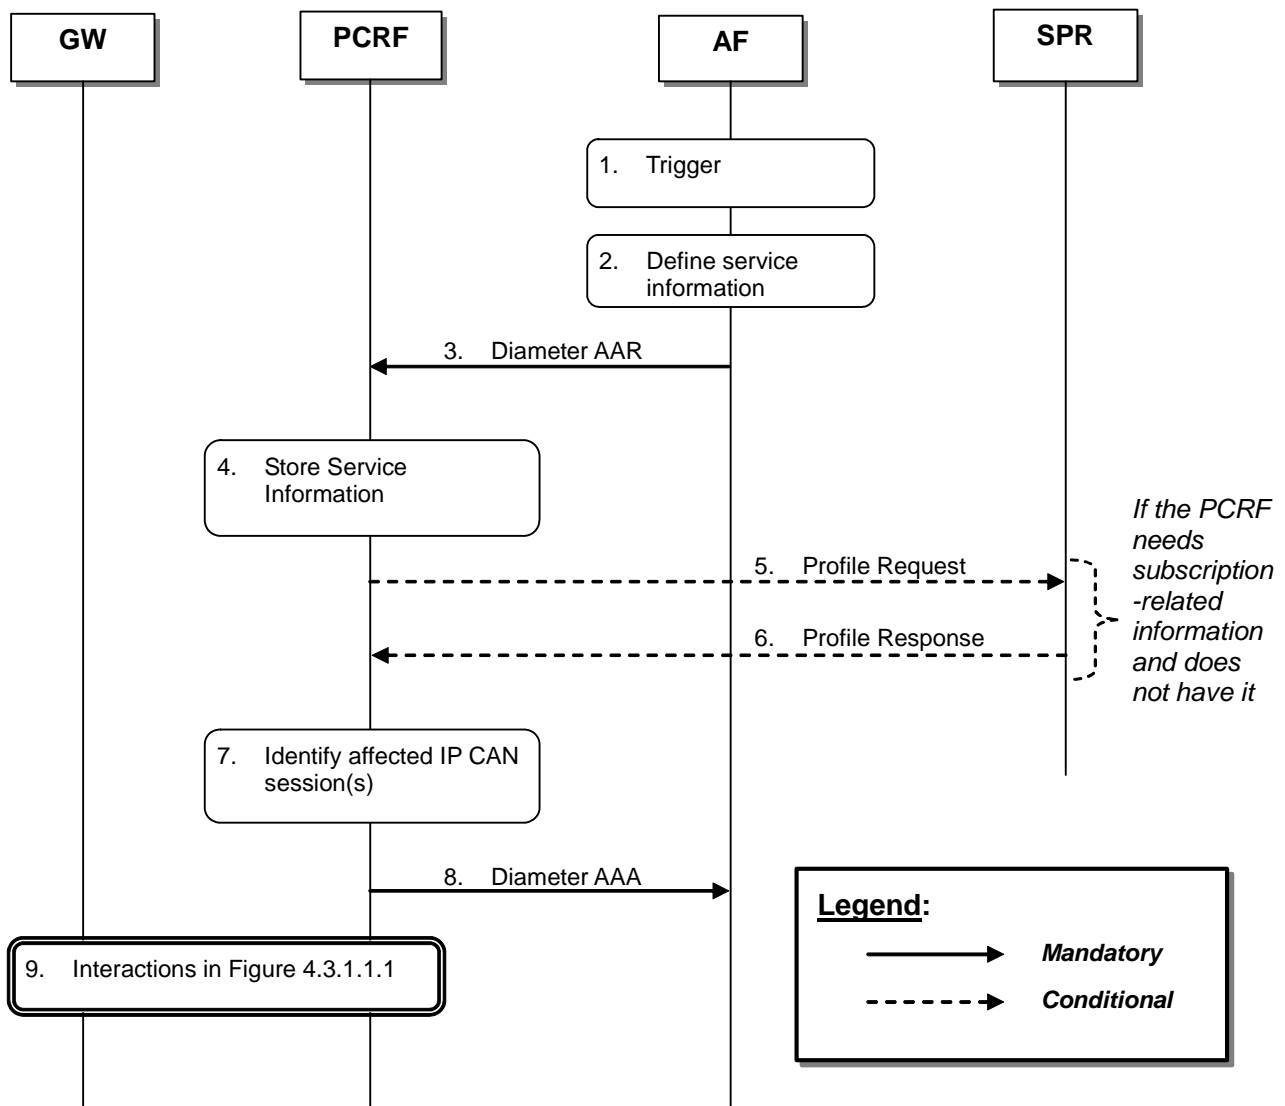 GW
PCRF
AF
SPR
1. Trigger
2. Define service
information
3. Diameter AAR
4. Store Service
Information
5. Profile Request
6. Profile Response
If the PCRF
needs
subscription
-related
information
and does
not have it
7. Identify affected IP CAN
session(s)
8. Diameter AAA
9. Interactions in Figure 4.3.1.1.1
Legend:
Mandatory
Conditional